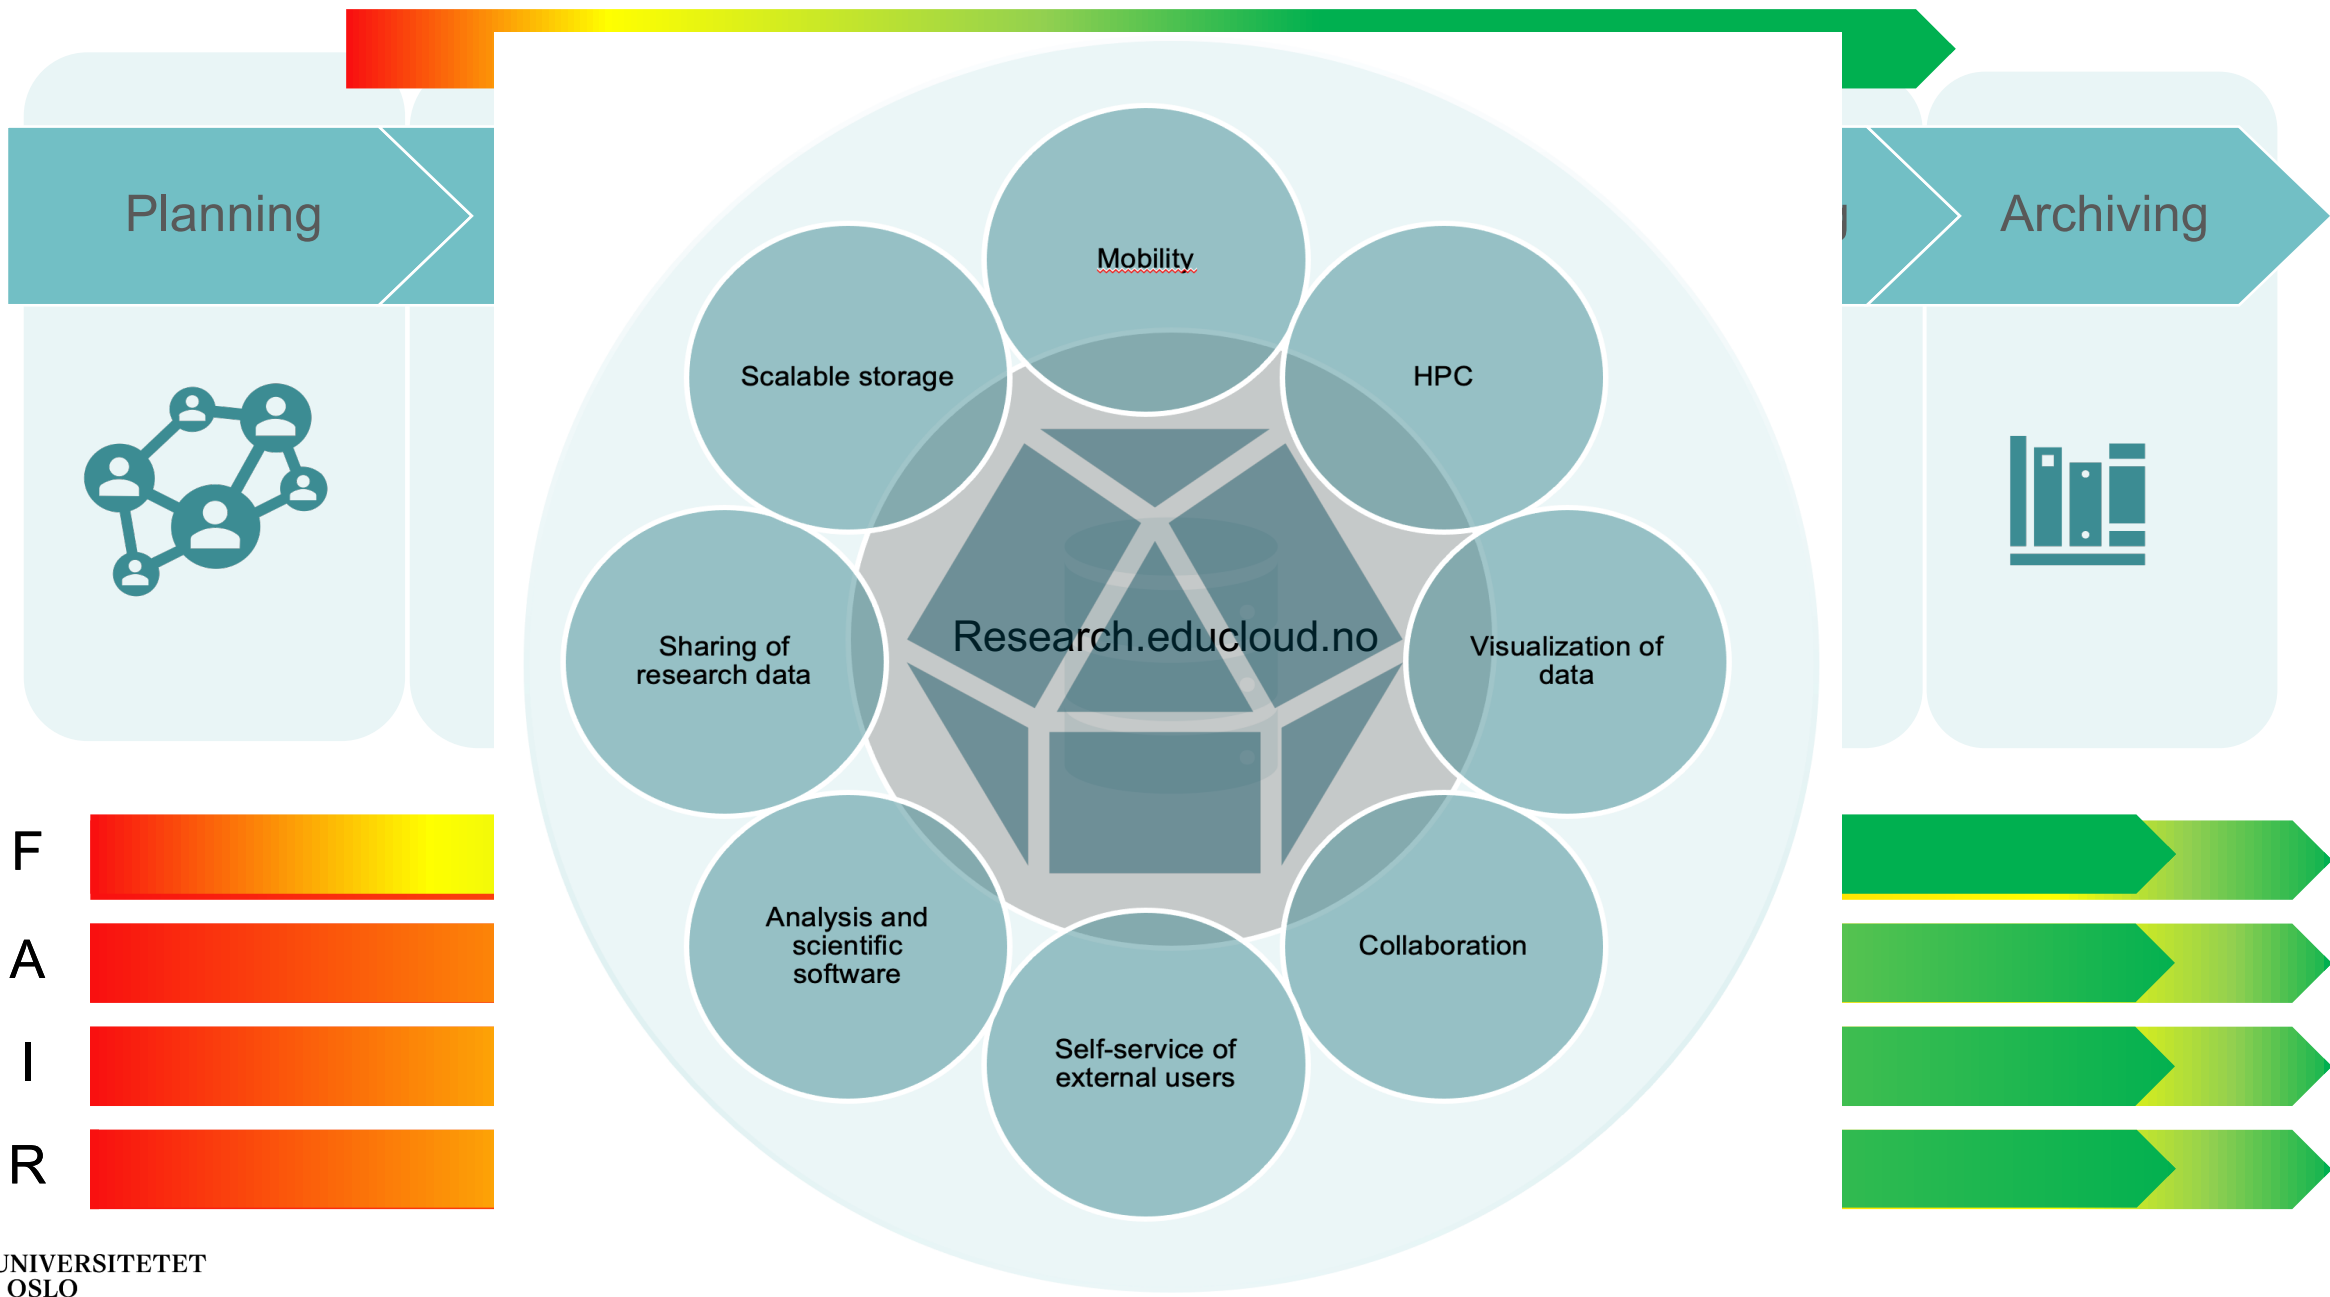 Planning
Archiving
Mobility
Scalable storage
HPC
Research.educloud.no
Sharing of
research data
Visualization of
data
Analysis and
scientific
software
Collaboration
Self-service of
external users
F
A
I
R
UNIVERSITETET
OSLO